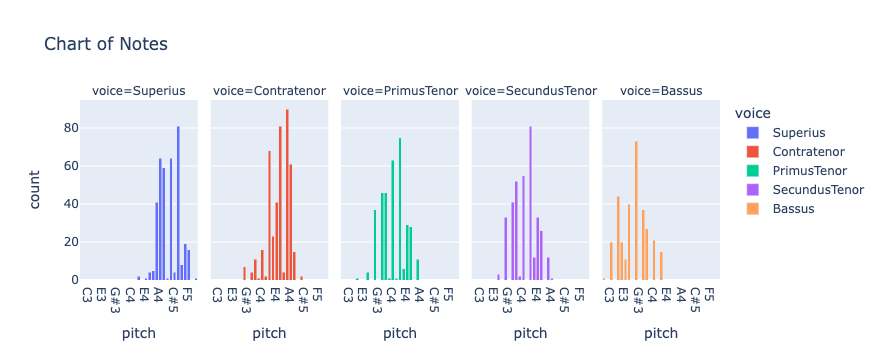 Chart of Notes
voice=Superius voice=Contratenor voice=PrimusTenor voice=SecundusTenor voice=Bassus
voice
Superius
Contratenor
PrimusTenor
SecundusTenor
Bassus
count
80
60
40
20
0
C3 E3 G#3 C4 E4 A4 C#5 F5 C3 E3 G#3 C4 E4 A4 C#5 F5 C3 E3 G#3 C4 E4 A4 C#5 F5 C3 E3 G#3 C4 E4 A4 C#5 F5 C3 E3 G#3 C4 E4 A4 C#5 F5
pitch pitch pitch pitch pitch